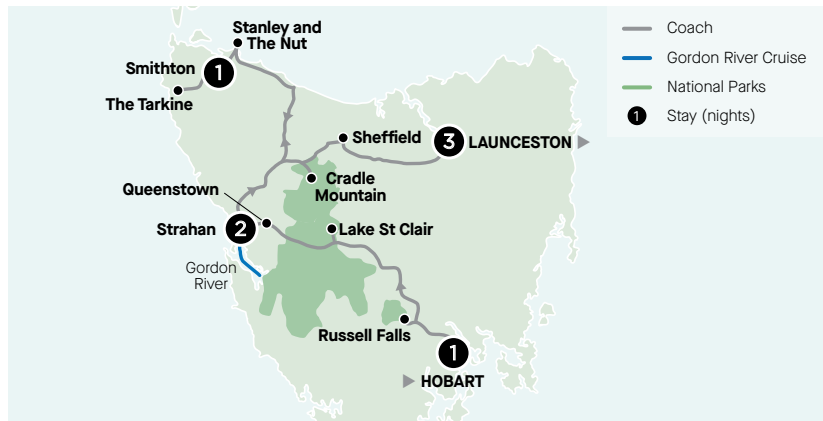 Stanley and
The Nut
Smithton
1
The Tarkine
Sheffield
3
LAUNCESTON
Cradle
Mountain
Queenstown
Strahan
2
Lake St Clair
Gordon
River
Russell Falls
1
HOBART
Coach
Gordon River Cruise
National Parks
1
Stay (nights)